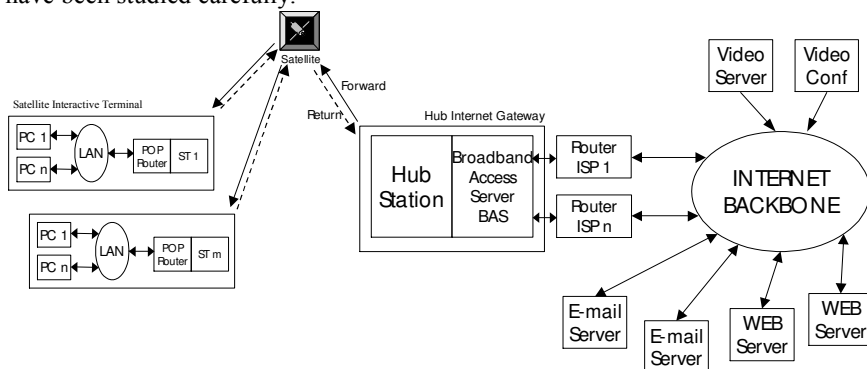 have been studied carefully.
Satellite
Forward
Return
Satellite Interactive Terminal
PC 1
PC n
LAN
POP
Router
ST 1
PC 1
PC n
LAN
POP
Router
ST m
Hub Internet Gateway
Hub
Station
Broadband
Access
Server
BAS
Router
ISP 1
Router
ISP n
Video
Server
Video
Conf
INTERNET
BACKBONE
E-mail
Server
E-mail
Server
WEB
Server
WEB
Server